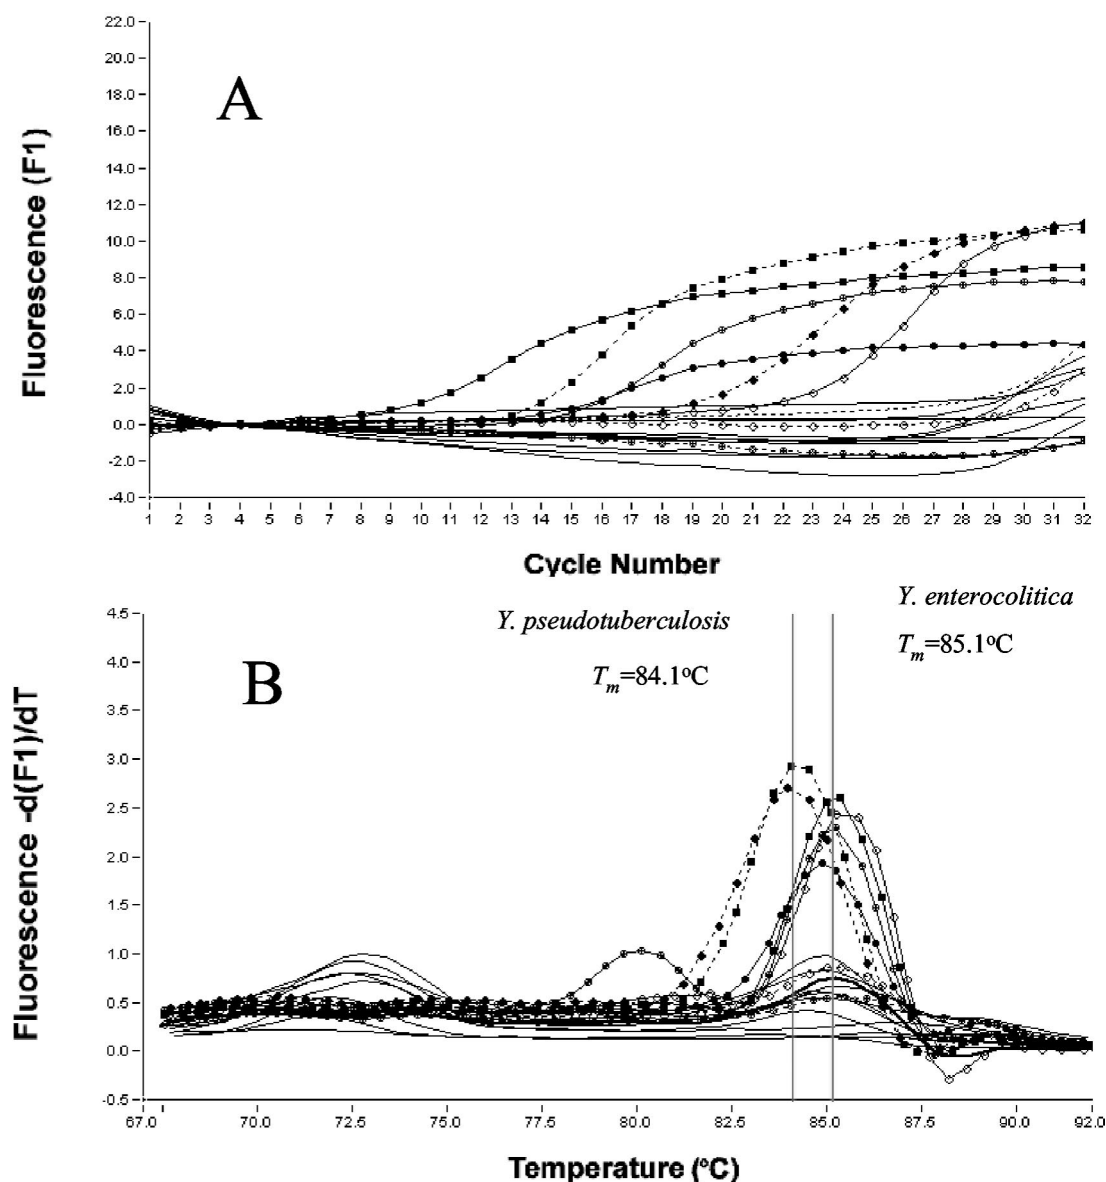 22.0
20.0
18.0
16.0
14.0
12.0
10.0
8.0
6.0
4.0
2.0
0.0
-2.0
-4.0
Fluorescence (F1)
A
1 2 3 4 5 6 7 8 9 10 11 12 13 14 15 16 17 18 19 20 21 22 23 24 25 26 27 28 29 30 31 32
Cycle Number
4.5
4.0
3.5
3.0
2.5
2.0
1.5
1.0
0.5
0.0
-0.5
Fluorescence -d(F1)/dT
B
Y. pseudotuberculosis
Tm=84.1ºC
Y. enterocolitica
Tm=85.1ºC
67.0 70.0 72.5 75.0 77.5 80.0 82.5 85.0 87.5 90.0 92.0
Temperature (ºC)